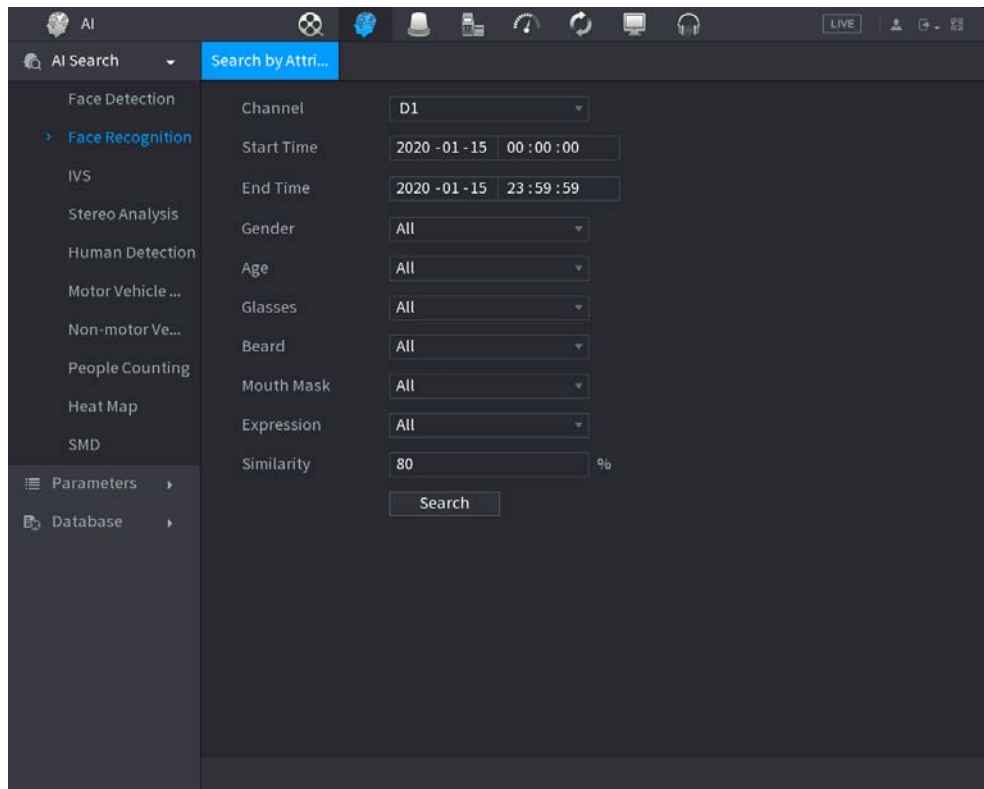 AI
LIVE
AI Search
Search by Attri...
Face Detection
Face Recognition
IVS
Stereo Analysis
Human Detection
Motor Vehicle ...
Non-motor Ve...
People Counting
Heat Map
SMD
Parameters
Database
Channel D1
Start Time 2020 -01 -15 00 : 00 : 00
End Time 2020 -01 -15 23 : 59 : 59
Gender All
Age All
Glasses All
Beard All
Mouth Mask All
Expression All
Similarity 80 %
Search